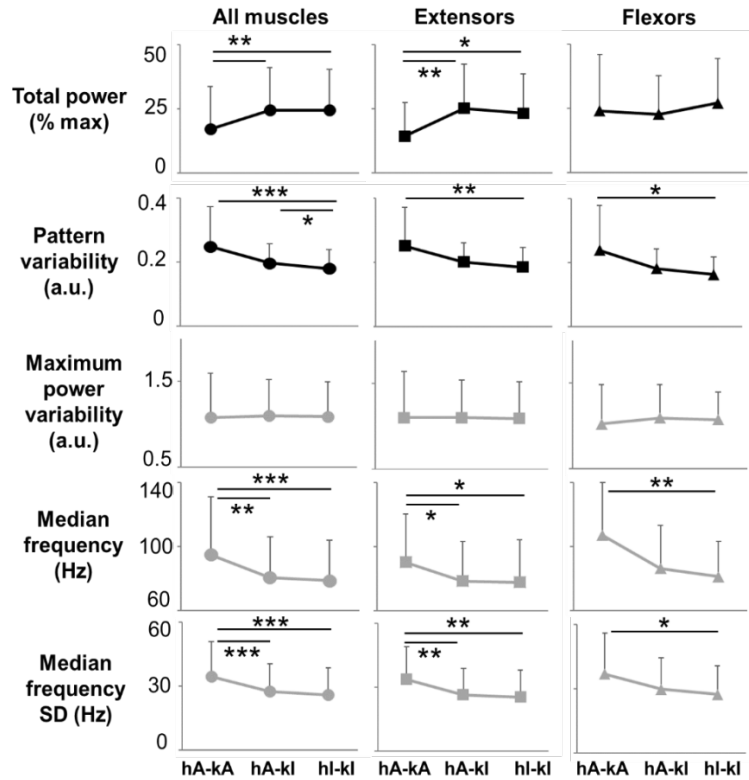 All muscles Extensors Flexors
Total power
(% max)
50
25
0
**
*
**
Pattern
variability
(a.u.)
0.4
0.2
0
***
*
**
*
Maximum
power
variability
(a.u.)
1.5
0.5
Median
frequency
(Hz)
140
100
60
***
**
*
*
**
Median
frequency
SD (Hz)
60
30
0
***
***
**
**
*
hA-kA hA-kI hI-kI hA-kA hA-kI hI-kI hA-kA hA-kI hI-kI